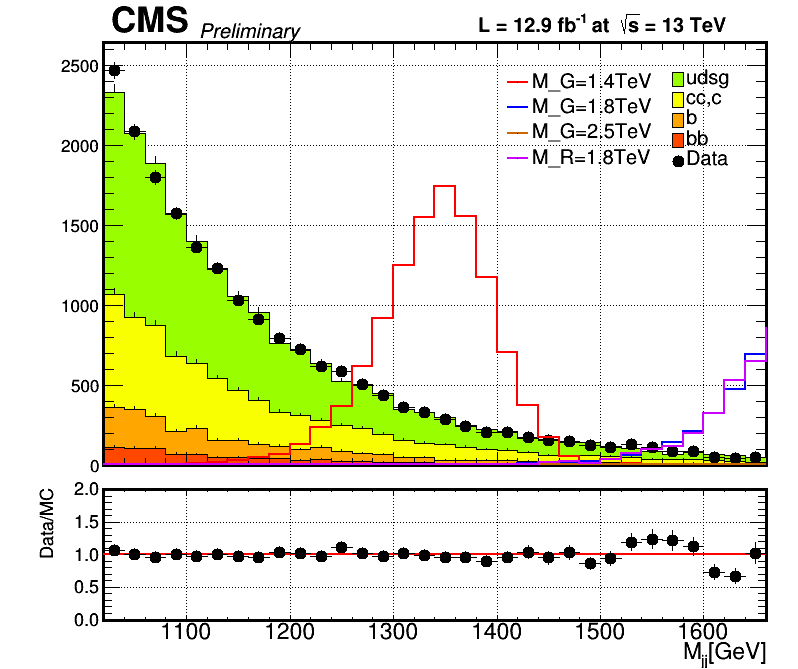 CMS Preliminary L = 12.9 fb⁻¹ at √s = 13 TeV
2500
2000
1500
1000
500
0
M_G=1.4TeV
M_G=1.8TeV
M_G=2.5TeV
M_R=1.8TeV
udsg
cc,c
b
bb
Data
Data/MC
2.0
1.5
1.0
0.5
0.0
1100 1200 1300 1400 1500 1600
M_jj[GeV]